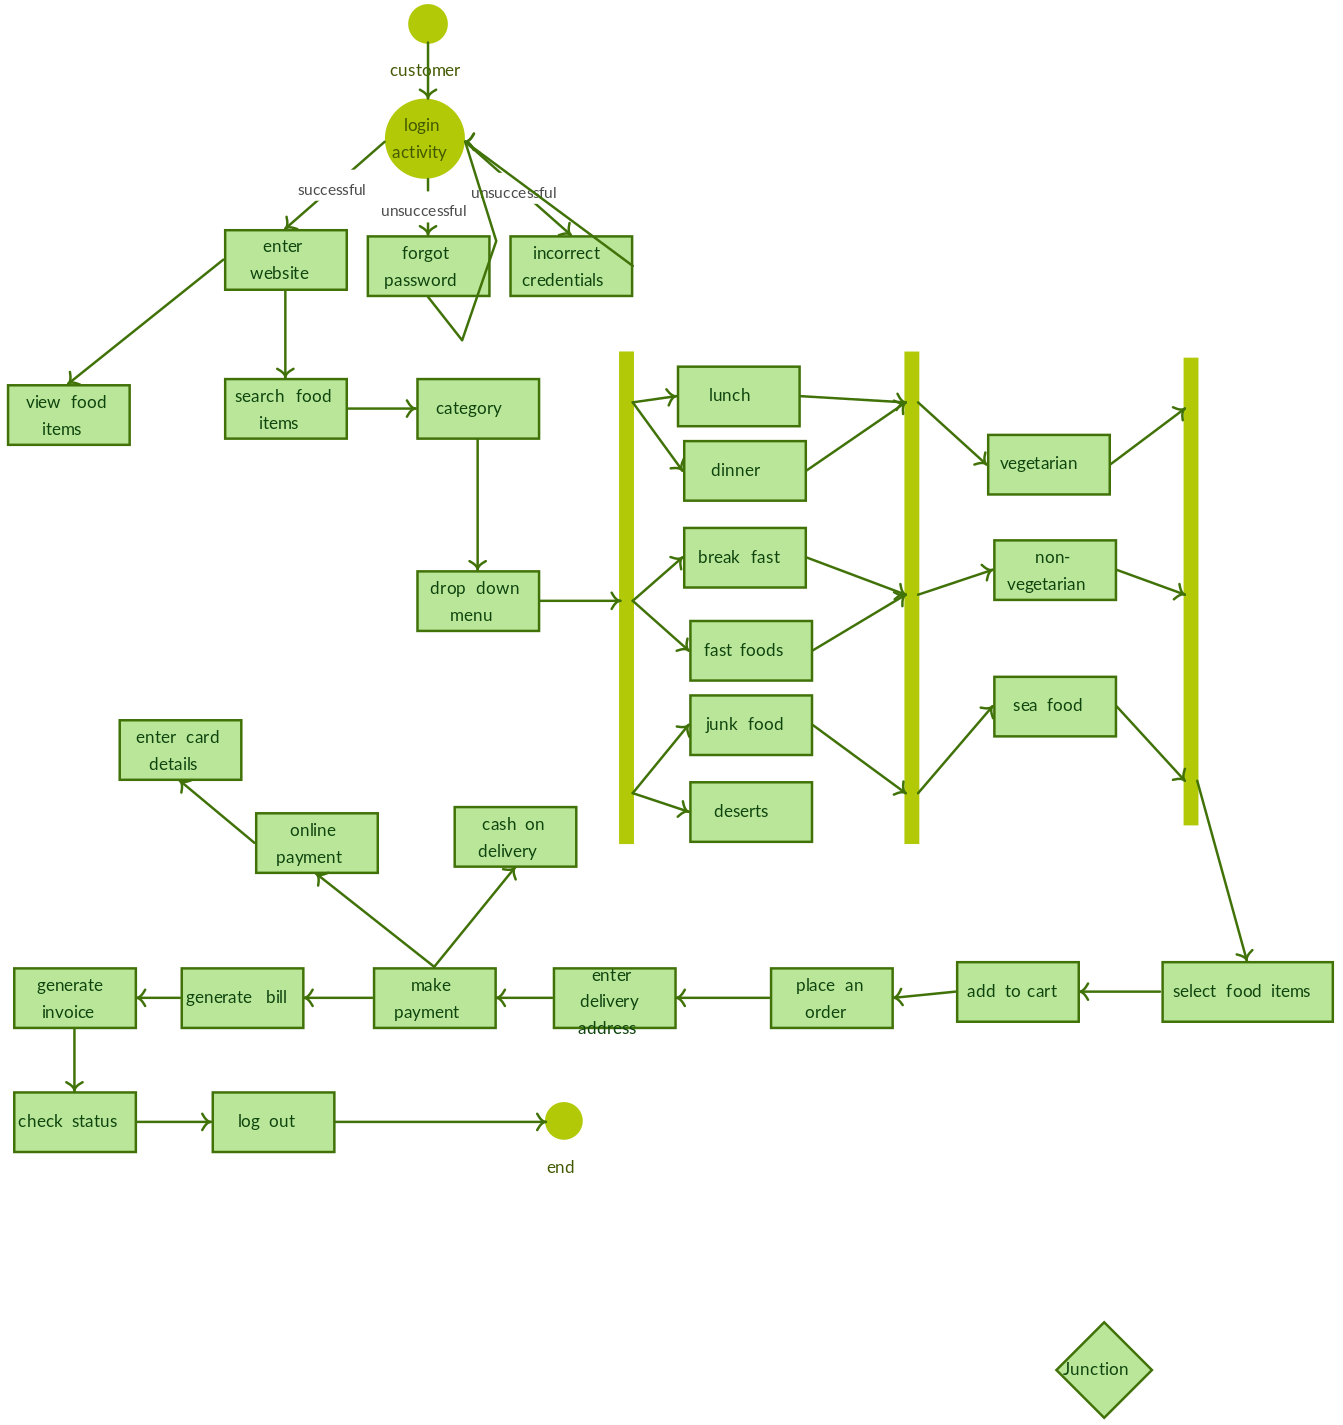 customer
login
activity
successful
unsuccessful
unsuccessful
enter
website
forgot
password
incorrect
credentials
view food
items
search food
items
category
lunch
dinner
vegetarian
break fast
non-
vegetarian
drop down
menu
fast foods
junk food
sea food
deserts
enter card
details
online
payment
cash on
delivery
generate
invoice
generate bill
make
payment
enter
delivery
address
place an
order
add to cart
select food items
check status
log out
end
Junction